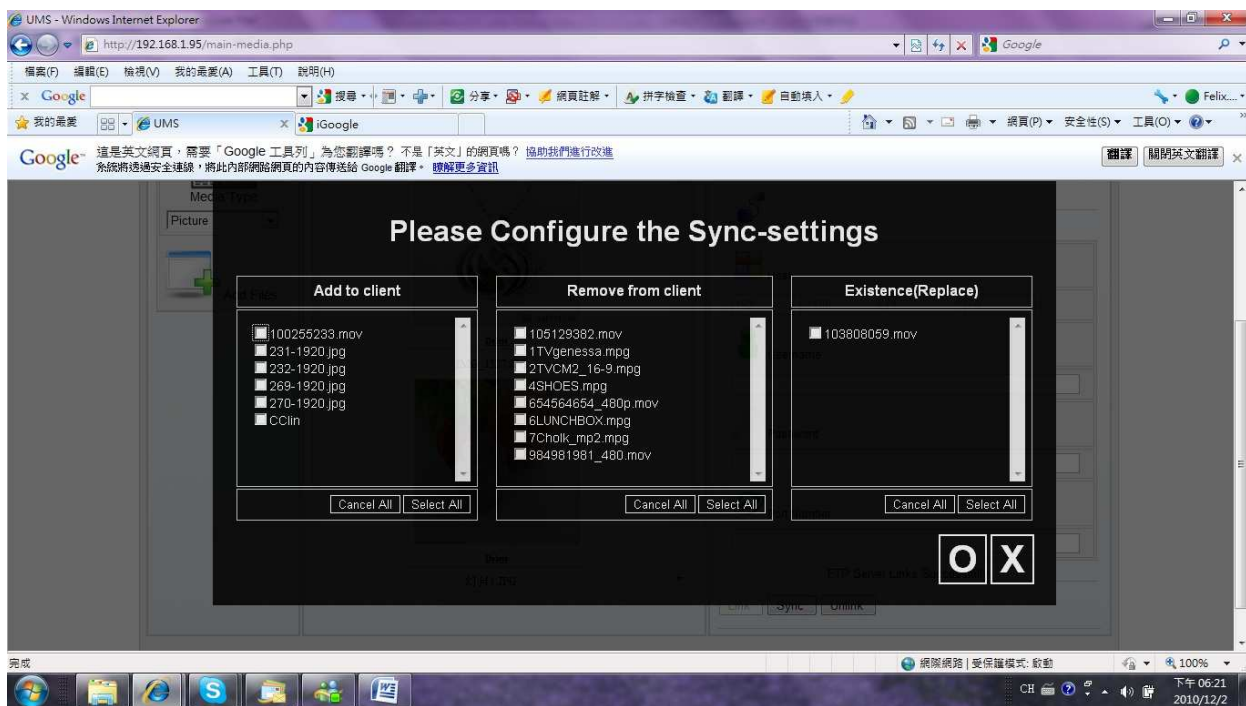 UMS - Windows Internet Explorer
http://192.168.1.95/main-media.php
Google
檔案(F) 編輯(E) 檢視(V) 我的最愛(A) 工具(T) 說明(H)
x Google 搜尋 分享 網頁註解 拼字檢查 翻譯 自動填入 Felix....
我的最愛 UMS x iGoogle 網頁(P) 安全性(S) 工具(O)
Google 這是英文網頁，需要「Google 工具列」為您翻譯嗎？ 不是「英文」的網頁嗎？ 協助我們進行改進 翻譯 關閉英文翻譯
系統將透過安全連線，將此內部網路網頁的內容傳送給 Google 翻譯。 瞭解更多資訊
Media Type
Picture
Please Configure the Sync-settings
Add to client
100255233.mov
231-1920.jpg
232-1920.jpg
269-1920.jpg
270-1920.jpg
CClin
Cancel All Select All
Remove from client
105129382.mov
1TVgenessa.mpg
2TVCM2_16-9.mpg
4SHOES.mpg
654564654_480p.mov
6LUNCHBOX.mpg
7Cholk_mp2.mpg
984981981_480.mov
Cancel All Select All
Existence(Replace)
103808059.mov
Cancel All Select All
O X
Link Sync Unlink
完成 網際網路 | 受保護模式: 啟動 100%
CH 下午 06:21
2010/12/2